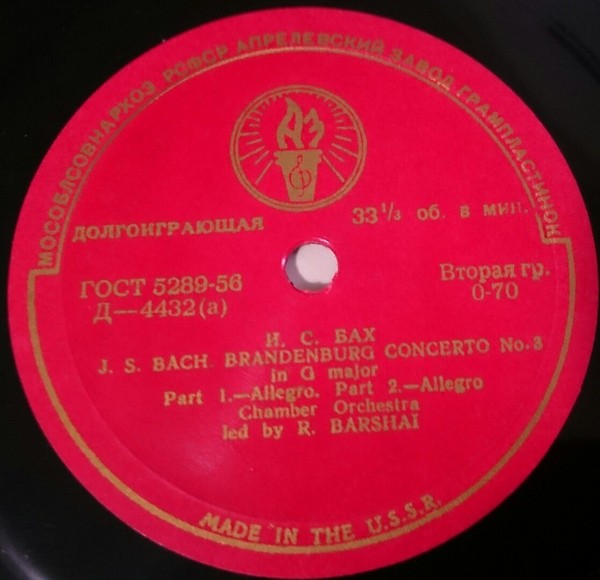 МОСОБЛСОВНАРХОЗ РСФСР АПРЕЛЕВСКИЙ ЗАВОД ГРАМПЛАСТИНОК
АЗ
ДОЛГОИГРАЮЩАЯ
33 1/3 об. в мин.
ГОСТ 5289-56
Д—4432(а)
Вторая гр.
0-70
И. С. БАХ
J. S. BACH. BRANDENBURG CONCERTO No. 3
in G major
Part 1.—Allegro. Part 2.—Allegro
Chamber Orchestra
led by R. BARSHAI
MADE IN THE U.S.S.R.